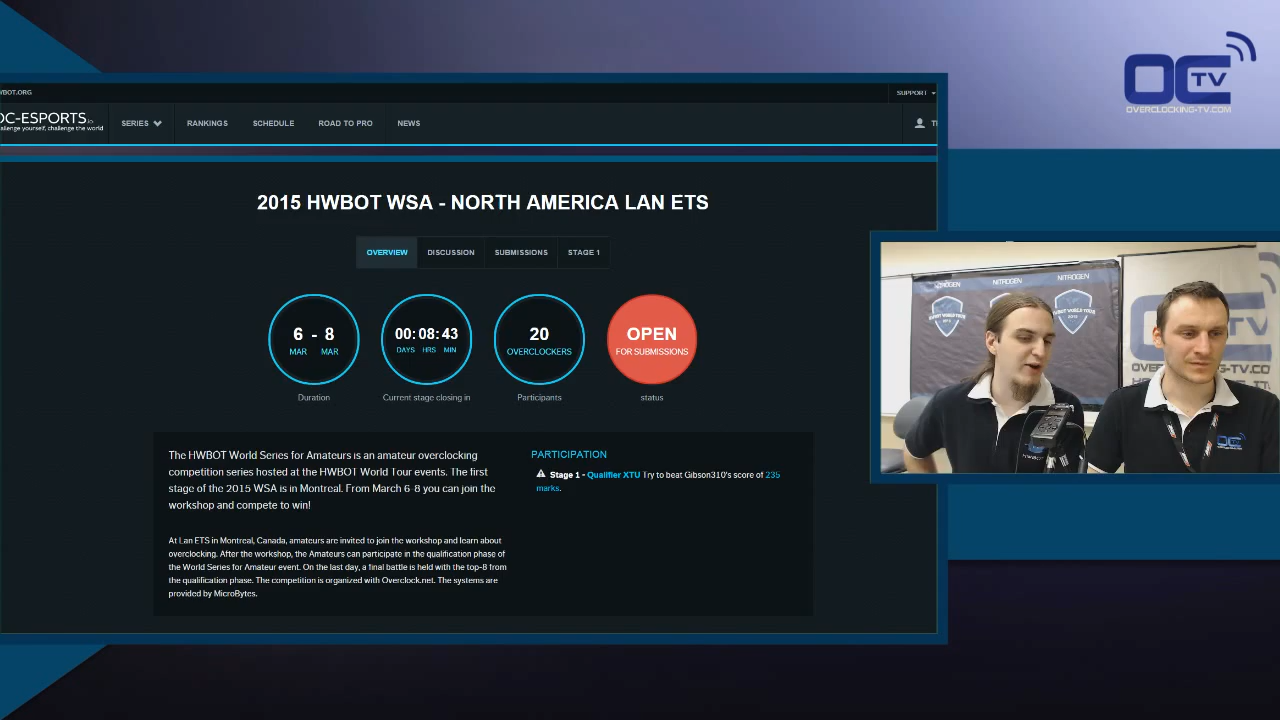 OC
TV
OVERCLOCKING-TV.COM
SUPPORT
OC-ESPORTS.io
SERIES
RANKINGS
SCHEDULE
ROAD TO PRO
NEWS
2015 HWBOT WSA - NORTH AMERICA LAN ETS
OVERVIEW
DISCUSSION
SUBMISSIONS
STAGE 1
6 - 8
MAR MAR
00:08:43
DAYS HRS MIN
20
OVERCLOCKERS
OPEN
FOR SUBMISSIONS
Duration
Current stage closing in
Participants
status
The HWBOT World Series for Amateurs is an amateur overclocking
competition series hosted at the HWBOT World Tour events. The first
stage of the 2015 WSA is in Montreal. From March 6-8 you can join the
workshop and compete to win!
At Lan ETS in Montreal, Canada, amateurs are invited to join the workshop and learn about
overclocking. After the workshop, the Amateurs can participate in the qualification phase of
the World Series for Amateur event. On the last day, a final battle is held with the top-8 from
the qualification phase. The competition is organized with Overclock.net. The systems are
provided by MicroBytes.
PARTICIPATION
Stage 1 - Qualifier XTU Try to beat Gibson310's score of 235
marks.
NITROGEN
NITROGEN
HWBOT WORLD TOUR
TV